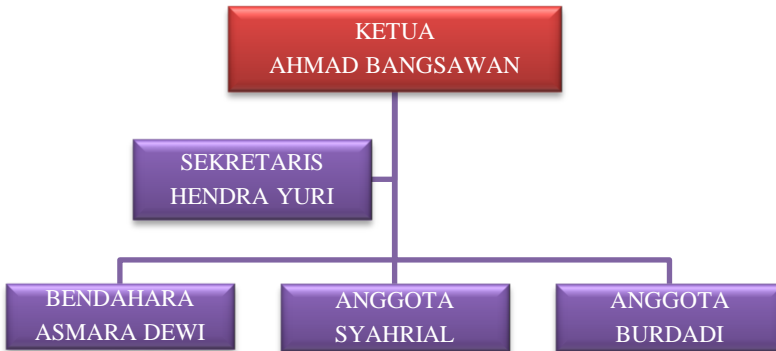 KETUA
AHMAD BANGSAWAN
SEKRETARIS
HENDRA YURI
BENDAHARA
ASMARA DEWI
ANGGOTA
SYAHRIAL
ANGGOTA
BURDADI